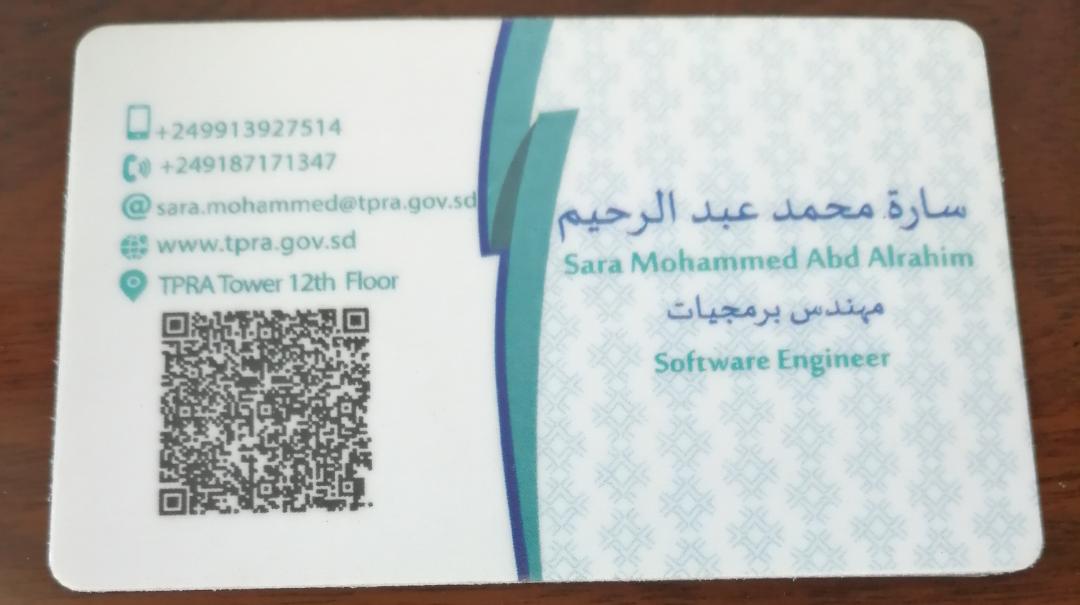 +249913927514
+249187171347
sara.mohammed@tpra.gov.sd
www.tpra.gov.sd
TPRA Tower 12th Floor
سارة محمد عبد الرحيم
Sara Mohammed Abd Alrahim
مهندس برمجيات
Software Engineer